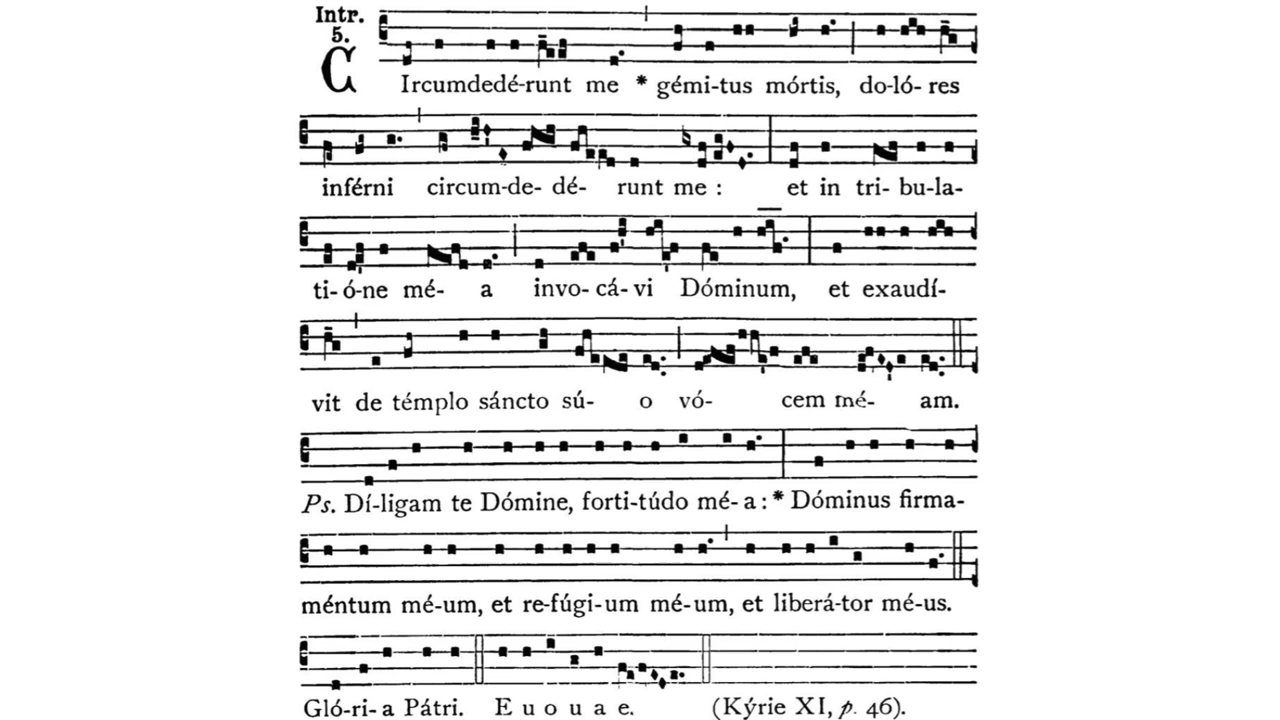 Intr.
5.
CIrcumdedé-runt me * gémi-tus mórtis, do-ló- res
inférni circum-de- dé- runt me : et in tri- bu-la-
ti- ó-ne mé- a invo- cá- vi Dóminum, et exaudí-
vit de témplo sáncto sú- o vó- cem mé- am.
Ps. Dí-ligam te Dómine, forti-túdo mé- a : * Dóminus firma-
méntum mé-um, et re-fúgi-um mé-um, et liberá-tor mé-us.
Gló-ri- a Pátri. E u o u a e. (Kýrie XI, p. 46).